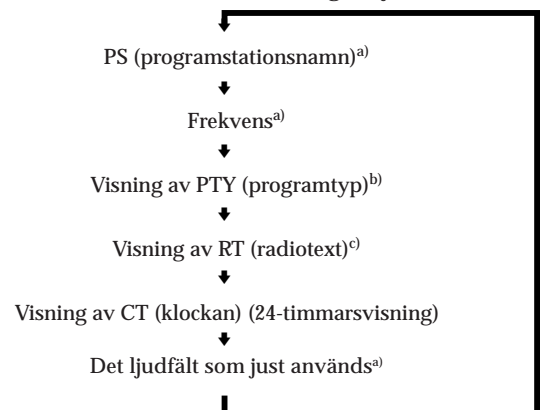 PS (programstationsnamn)a)
Frekvensa)
Visning av PTY (programtyp)b)
Visning av RT (radiotext)c)
Visning av CT (klockan) (24-timmarsvisning)
Det ljudfält som just användsa)